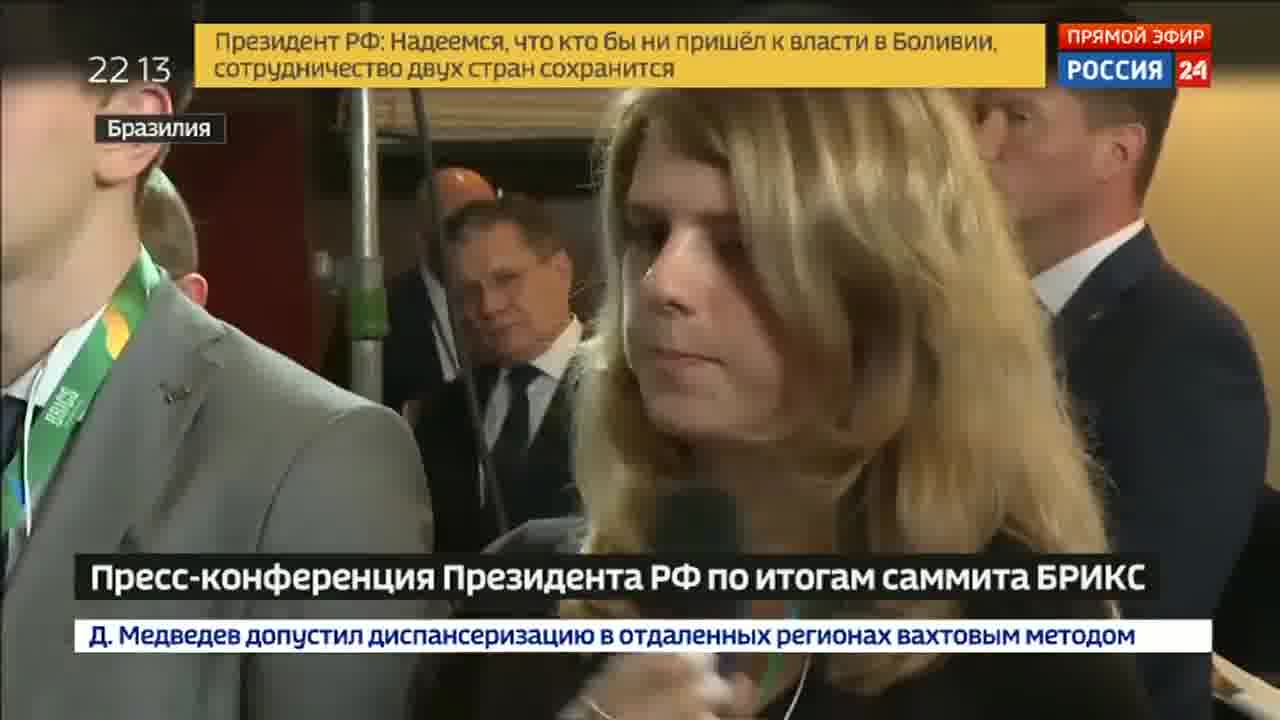 22 13
Президент РФ: Надеемся, что кто бы ни пришёл к власти в Боливии,
сотрудничество двух стран сохранится
ПРЯМОЙ ЭФИР
РОССИЯ 24
Бразилия
BRICS
Пресс-конференция Президента РФ по итогам саммита БРИКС
Д. Медведев допустил диспансеризацию в отдаленных регионах вахтовым методом